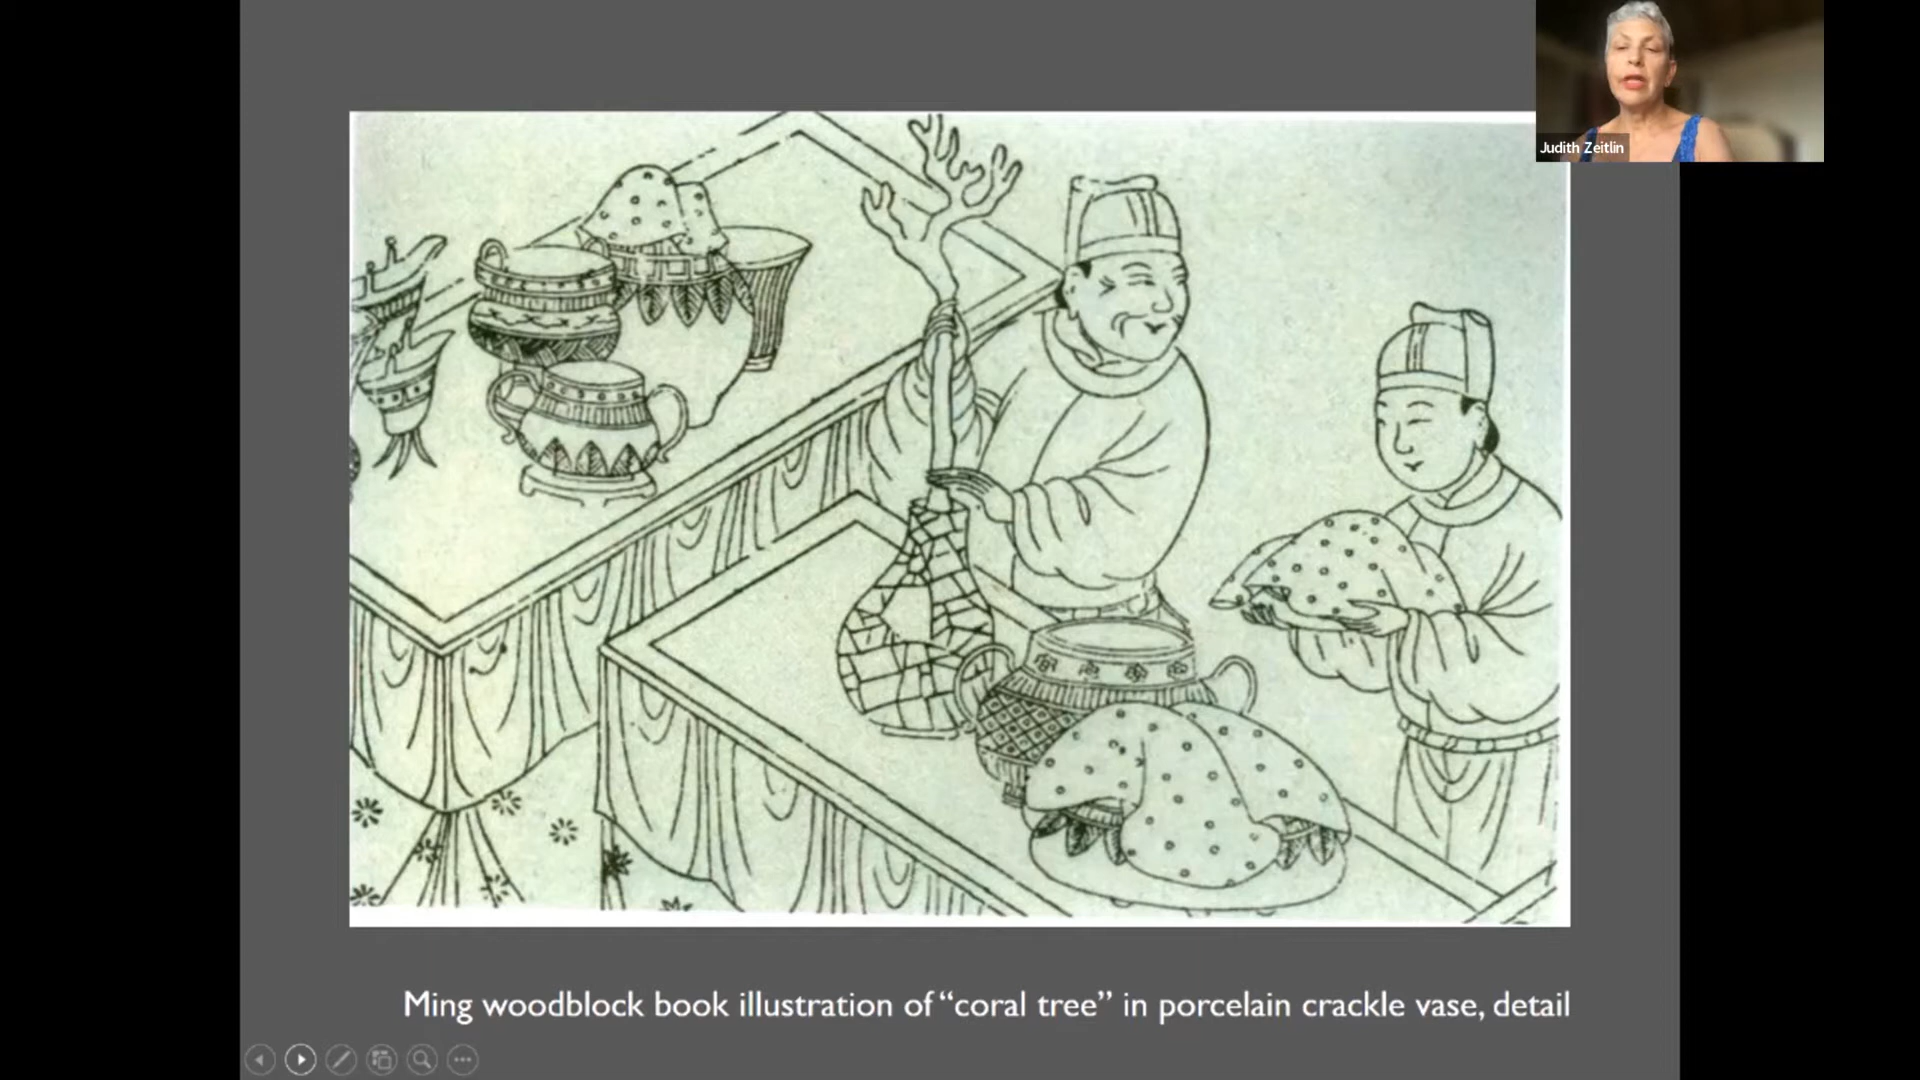 Judith Zeitlin
Ming woodblock book illustration of “coral tree” in porcelain crackle vase, detail